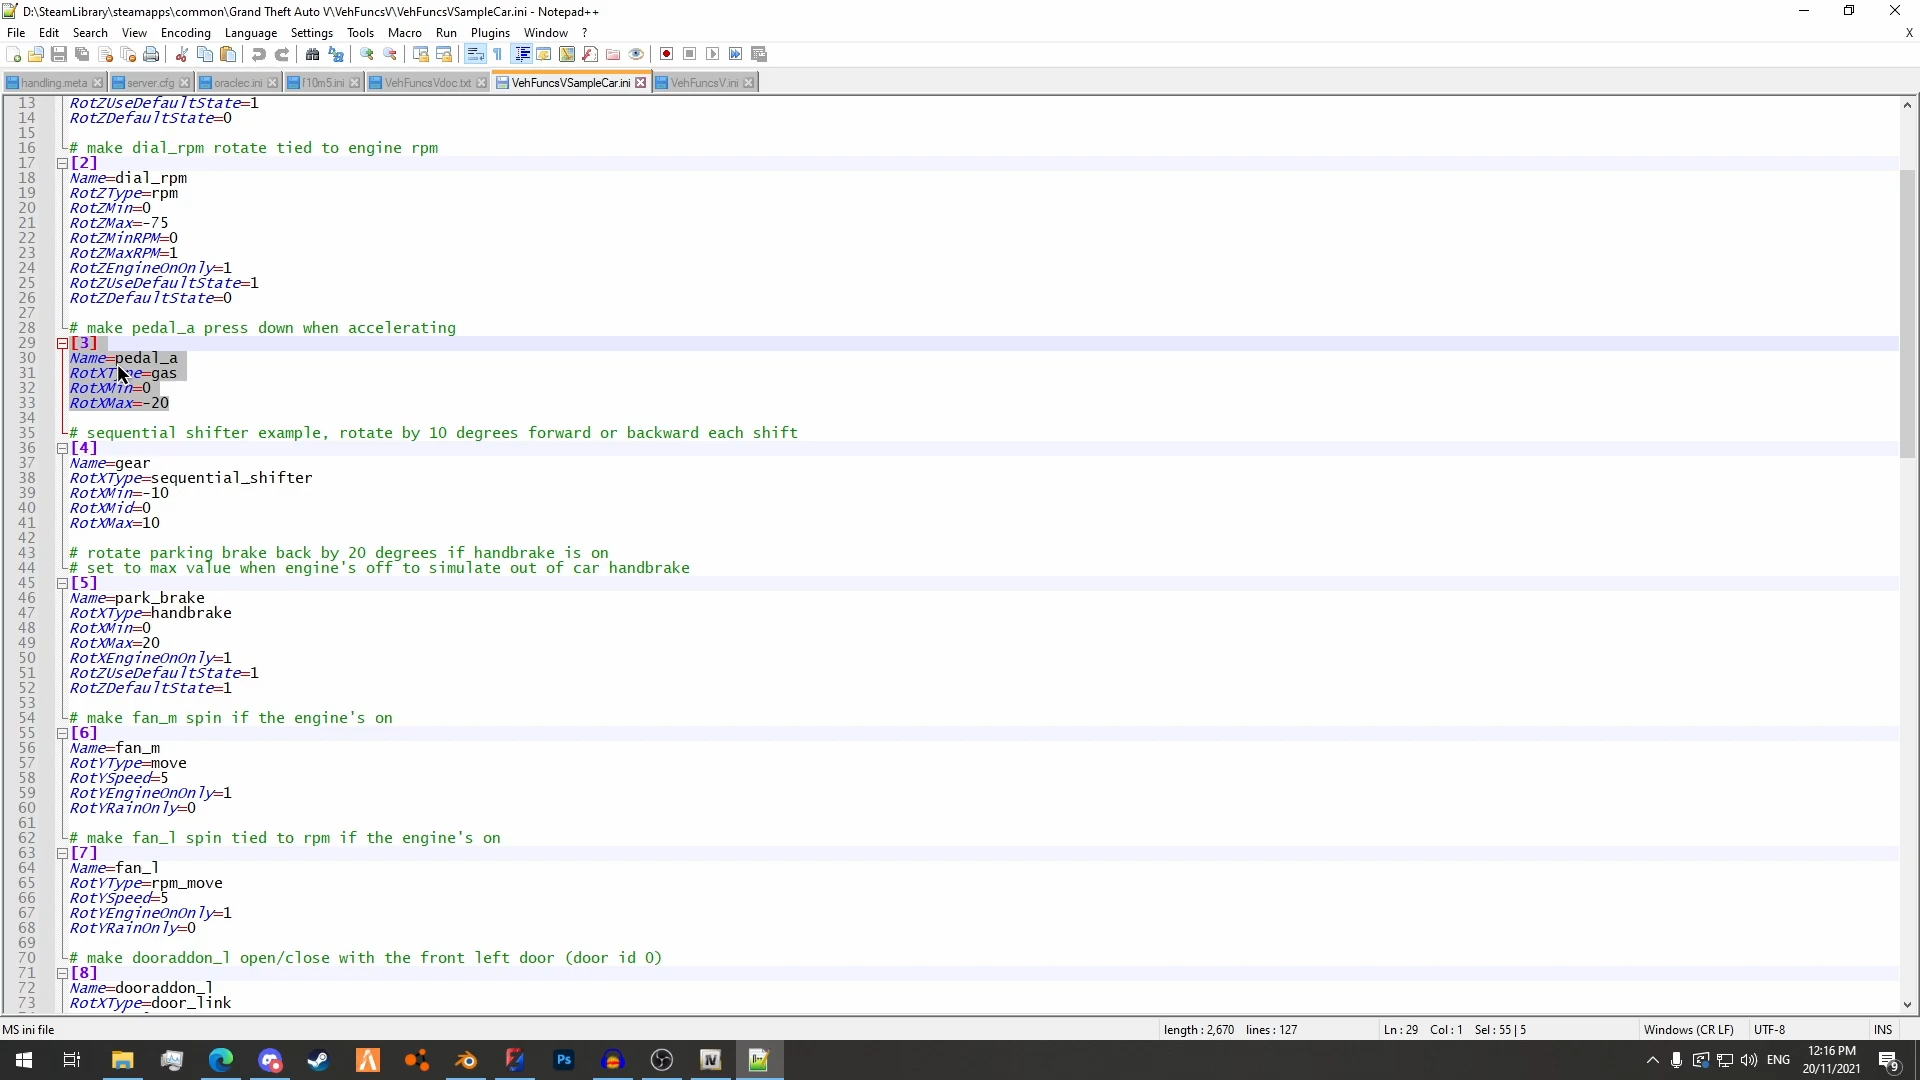 D:\SteamLibrary\steamapps\common\Grand Theft Auto V\VehFuncsV\VehFuncsVSampleCar.ini - Notepad++
File Edit Search View Encoding Language Settings Tools Macro Run Plugins Window ? X
handling.meta server.cfg oraclec.ini f10m5.ini VehFuncsVdoc.txt VehFuncsVSampleCar.ini VehFuncsV.ini
13 RotZUseDefaultState=1
14 RotZDefaultState=0
15
16 # make dial_rpm rotate tied to engine rpm
17 [2]
18 Name=dial_rpm
19 RotZType=rpm
20 RotZMin=0
21 RotZMax=-75
22 RotZMinRPM=0
23 RotZMaxRPM=1
24 RotZEngineOnOnly=1
25 RotZUseDefaultState=1
26 RotZDefaultState=0
27
28 # make pedal_a press down when accelerating
29 [3]
30 Name=pedal_a
31 RotXType=gas
32 RotXMin=0
33 RotXMax=-20
34
35 # sequential shifter example, rotate by 10 degrees forward or backward each shift
36 [4]
37 Name=gear
38 RotXType=sequential_shifter
39 RotXMin=-10
40 RotXMid=0
41 RotXMax=10
42
43 # rotate parking brake back by 20 degrees if handbrake is on
44 # set to max value when engine's off to simulate out of car handbrake
45 [5]
46 Name=park_brake
47 RotXType=handbrake
48 RotXMin=0
49 RotXMax=20
50 RotXEngineOnOnly=1
51 RotZUseDefaultState=1
52 RotZDefaultState=1
53
54 # make fan_m spin if the engine's on
55 [6]
56 Name=fan_m
57 RotYType=move
58 RotYSpeed=5
59 RotYEngineOnOnly=1
60 RotYRainOnly=0
61
62 # make fan_l spin tied to rpm if the engine's on
63 [7]
64 Name=fan_l
65 RotYType=rpm_move
66 RotYSpeed=5
67 RotYEngineOnOnly=1
68 RotYRainOnly=0
69
70 # make dooraddon_l open/close with the front left door (door id 0)
71 [8]
72 Name=dooraddon_l
73 RotXType=door_link
MS ini file length : 2,670 lines : 127 Ln : 29 Col : 1 Sel : 55 | 5 Windows (CR LF) UTF-8 INS
Ps IV ENG 12:16 PM
20/11/2021 9